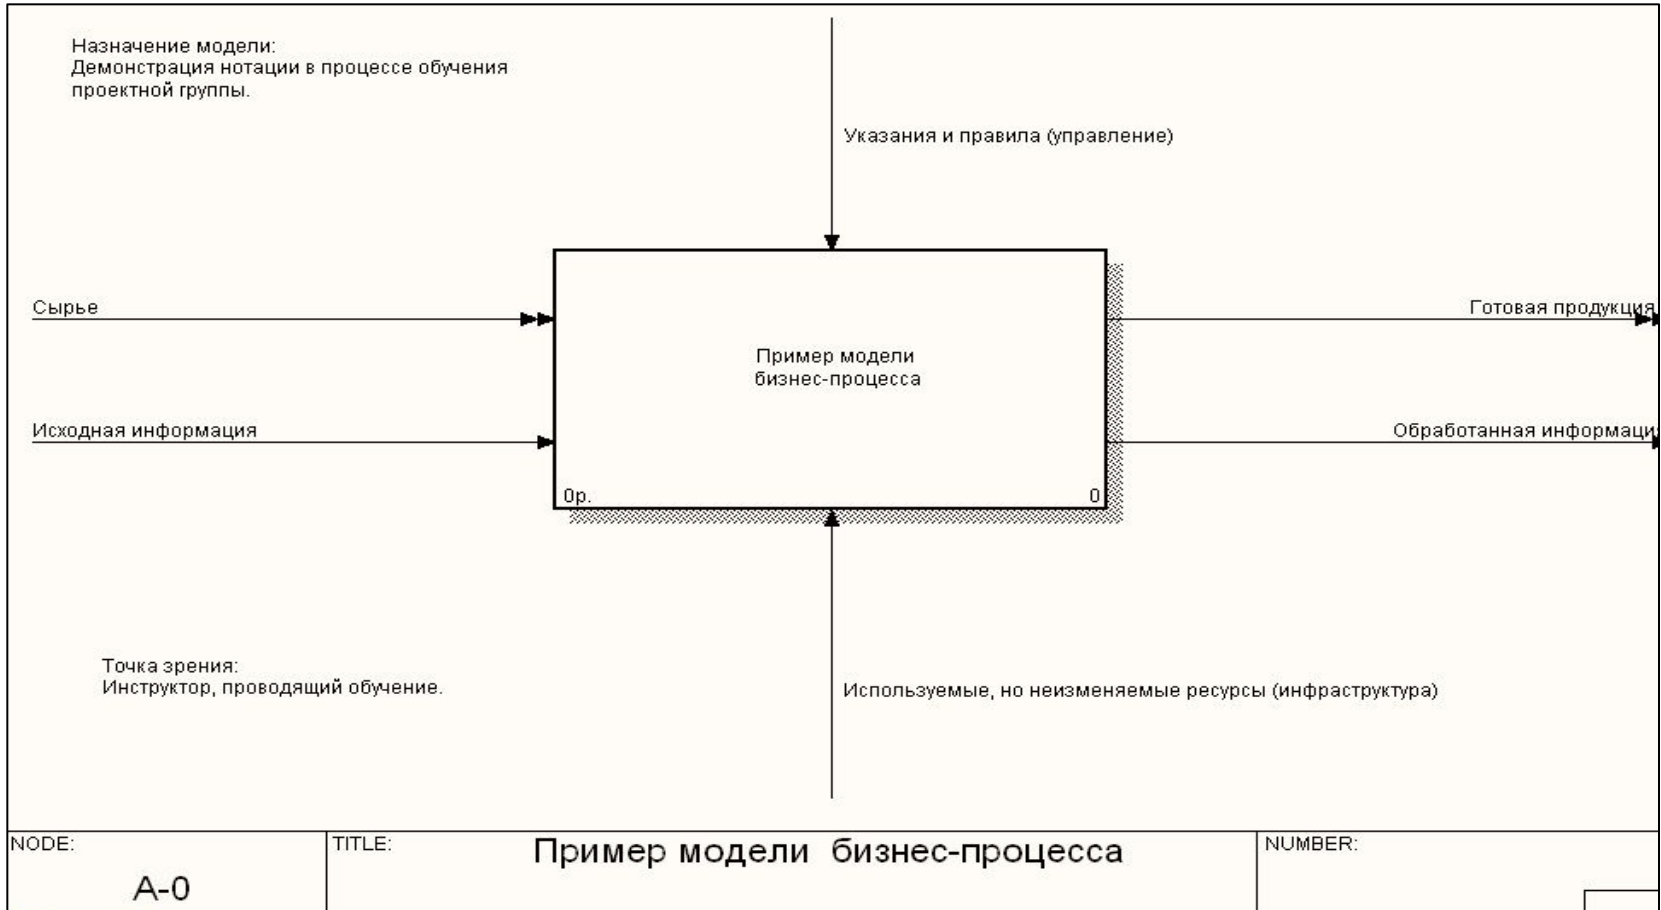 Назначение модели:
Демонстрация нотации в процессе обучения
проектной группы.
Указания и правила (управление)
Сырье
Готовая продукция
Пример модели
бизнес-процесса
Исходная информация
Обработанная информаци
0р.
0
Точка зрения:
Инструктор, проводящий обучение.
Используемые, но неизменяемые ресурсы (инфраструктура)
NODE:
TITLE:
Пример модели бизнес-процесса
NUMBER:
A-0